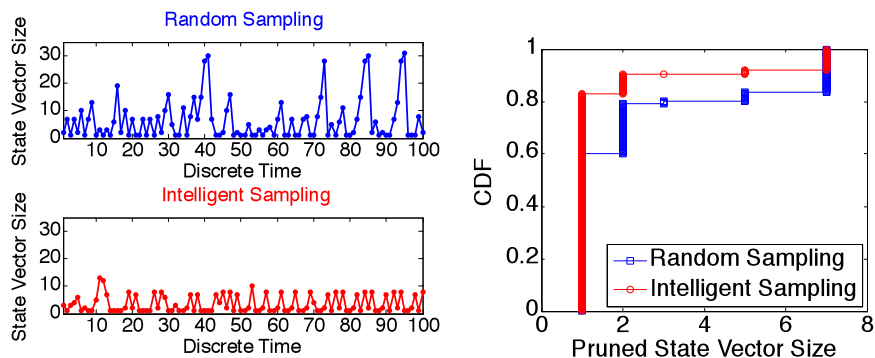 Random Sampling
State Vector Size
30
20
10
0
10 20 30 40 50 60 70 80 90 100
Discrete Time
Intelligent Sampling
State Vector Size
30
20
10
0
10 20 30 40 50 60 70 80 90 100
Discrete Time
CDF
1
0.8
0.6
0.4
0.2
0
0 2 4 6 8
Pruned State Vector Size
Random Sampling
Intelligent Sampling